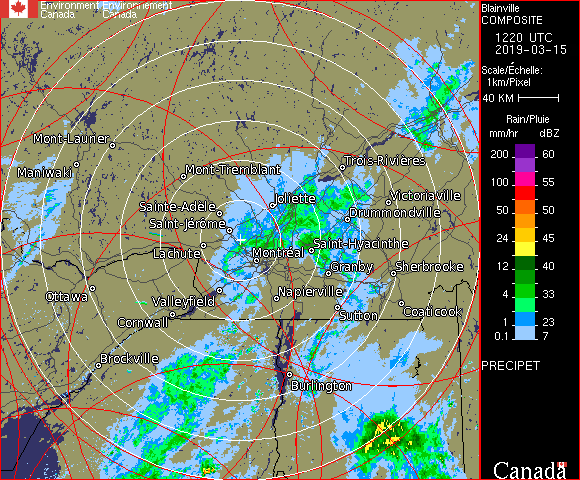 Environment Environnement
Canada Canada
Blainville
COMPOSITE
1220 UTC
2019-03-15
Scale/Échelle:
1km/Pixel
40 KM
Rain/Pluie
mm/hr dBZ
200 60
100 55
50 50
24 45
12 40
4 33
1 23
0.1 7
PRECIPET
Canada
Mont-Laurier
Maniwaki
Mont-Tremblant
Trois-Rivières
Joliette
Victoriaville
Sainte-Adèle
Drummondville
Saint-Jérôme
Saint-Hyacinthe
Lachute
Montréal
Granby
Sherbrooke
Ottawa
Valleyfield
Napierville
Cornwall
Sutton
Coaticook
Brockville
Burlington